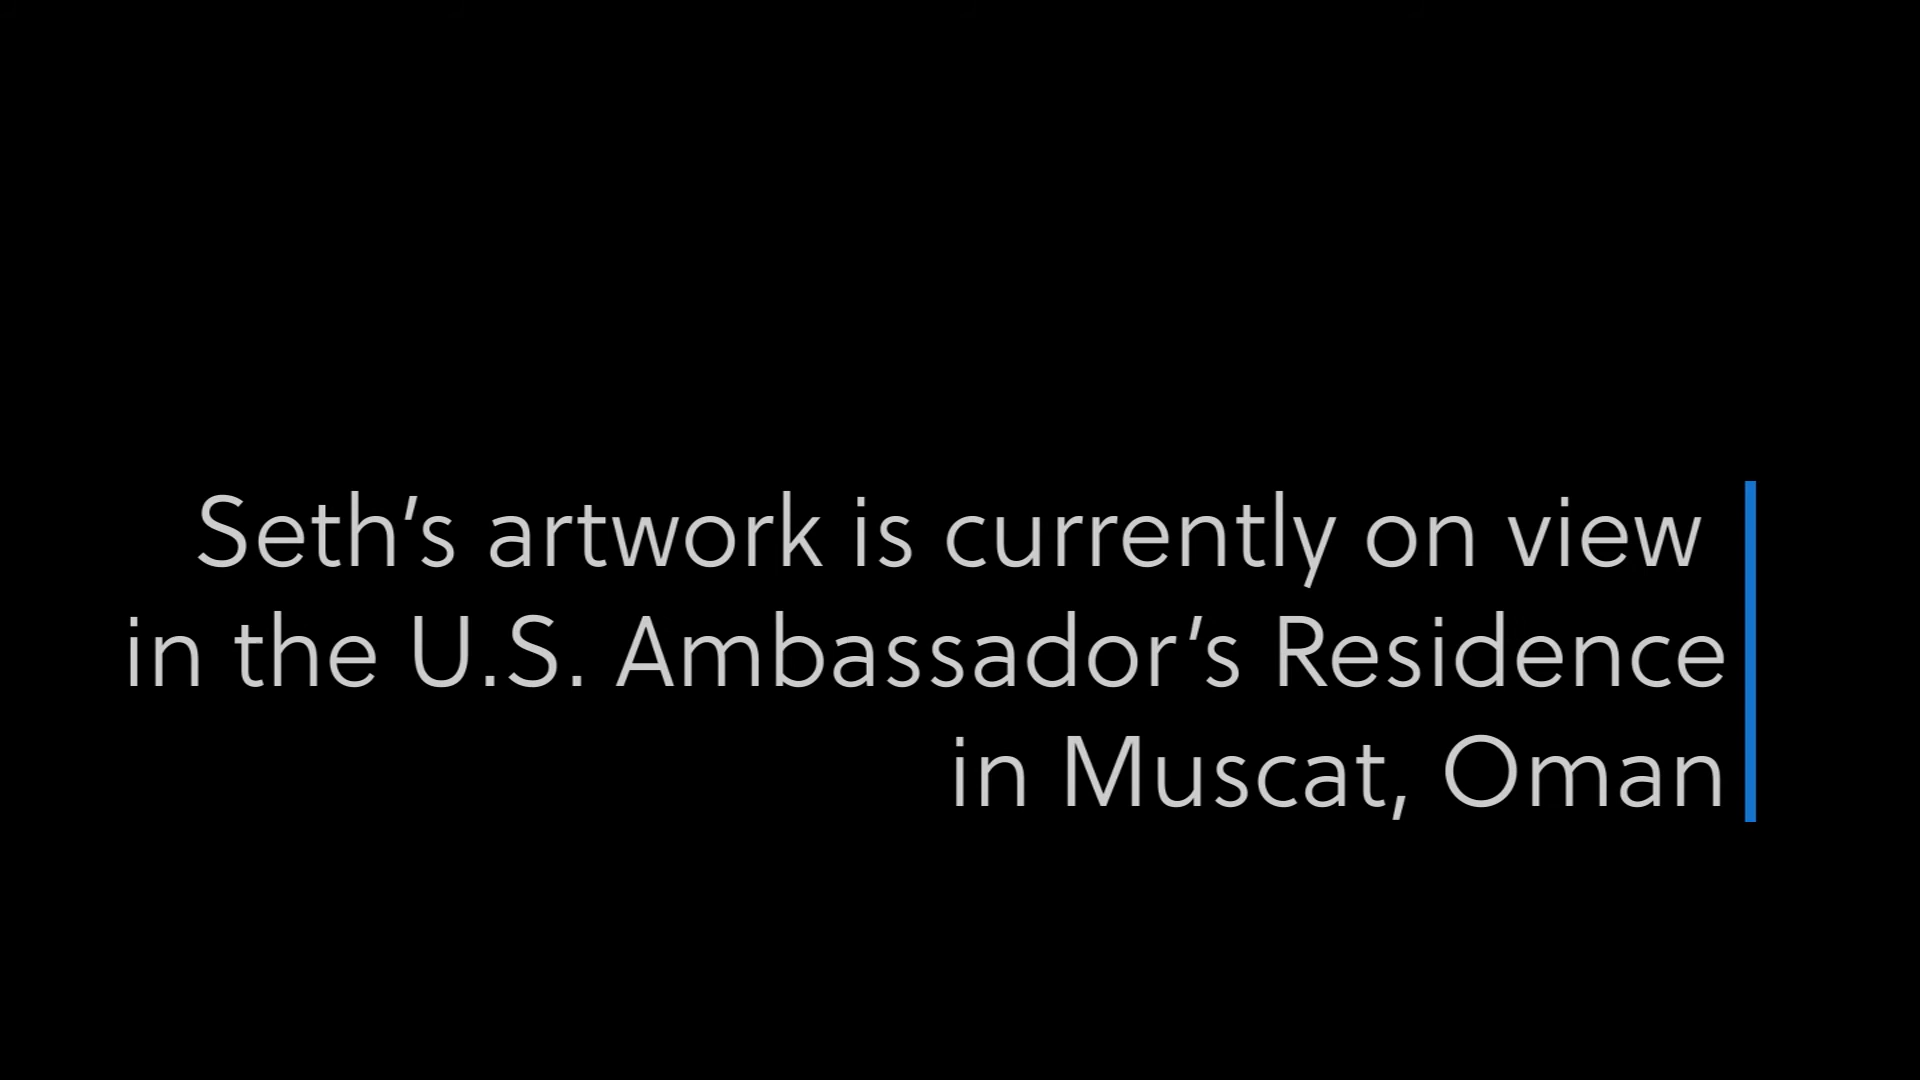 Seth’s artwork is currently on view
in the U.S. Ambassador’s Residence
in Muscat, Oman